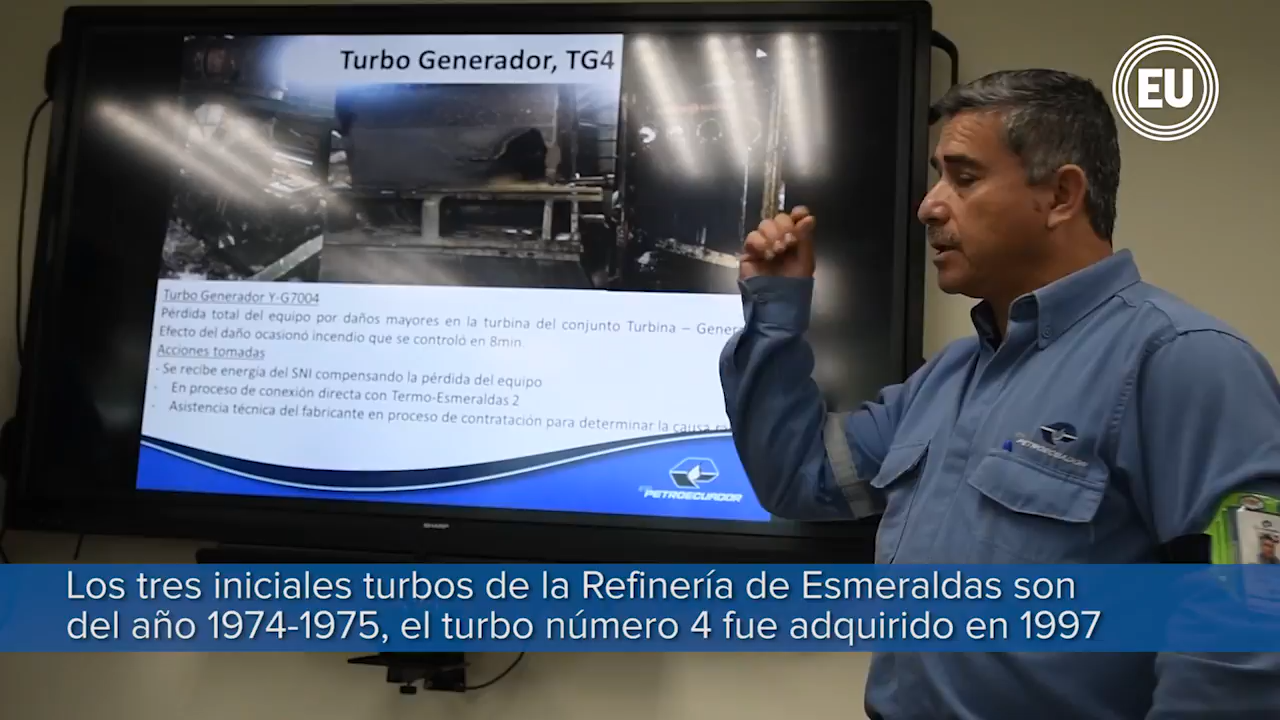 EU
Turbo Generador, TG4
Turbo Generador Y-G7004
Pérdida total del equipo por daños mayores en la turbina del conjunto Turbina –
Efecto del daño ocasionó incendio que se controló en 8min.
Acciones tomadas
- Se recibe energía del SNI compensando la pérdida del equipo
- En proceso de conexión directa con Termo-Esmeraldas 2
- Asistencia técnica del fabricante en proceso de contratación para determinar la causa
EP PETROECUADOR
SHARP
PETROECUADOR
Los tres iniciales turbos de la Refinería de Esmeraldas son
del año 1974-1975, el turbo número 4 fue adquirido en 1997